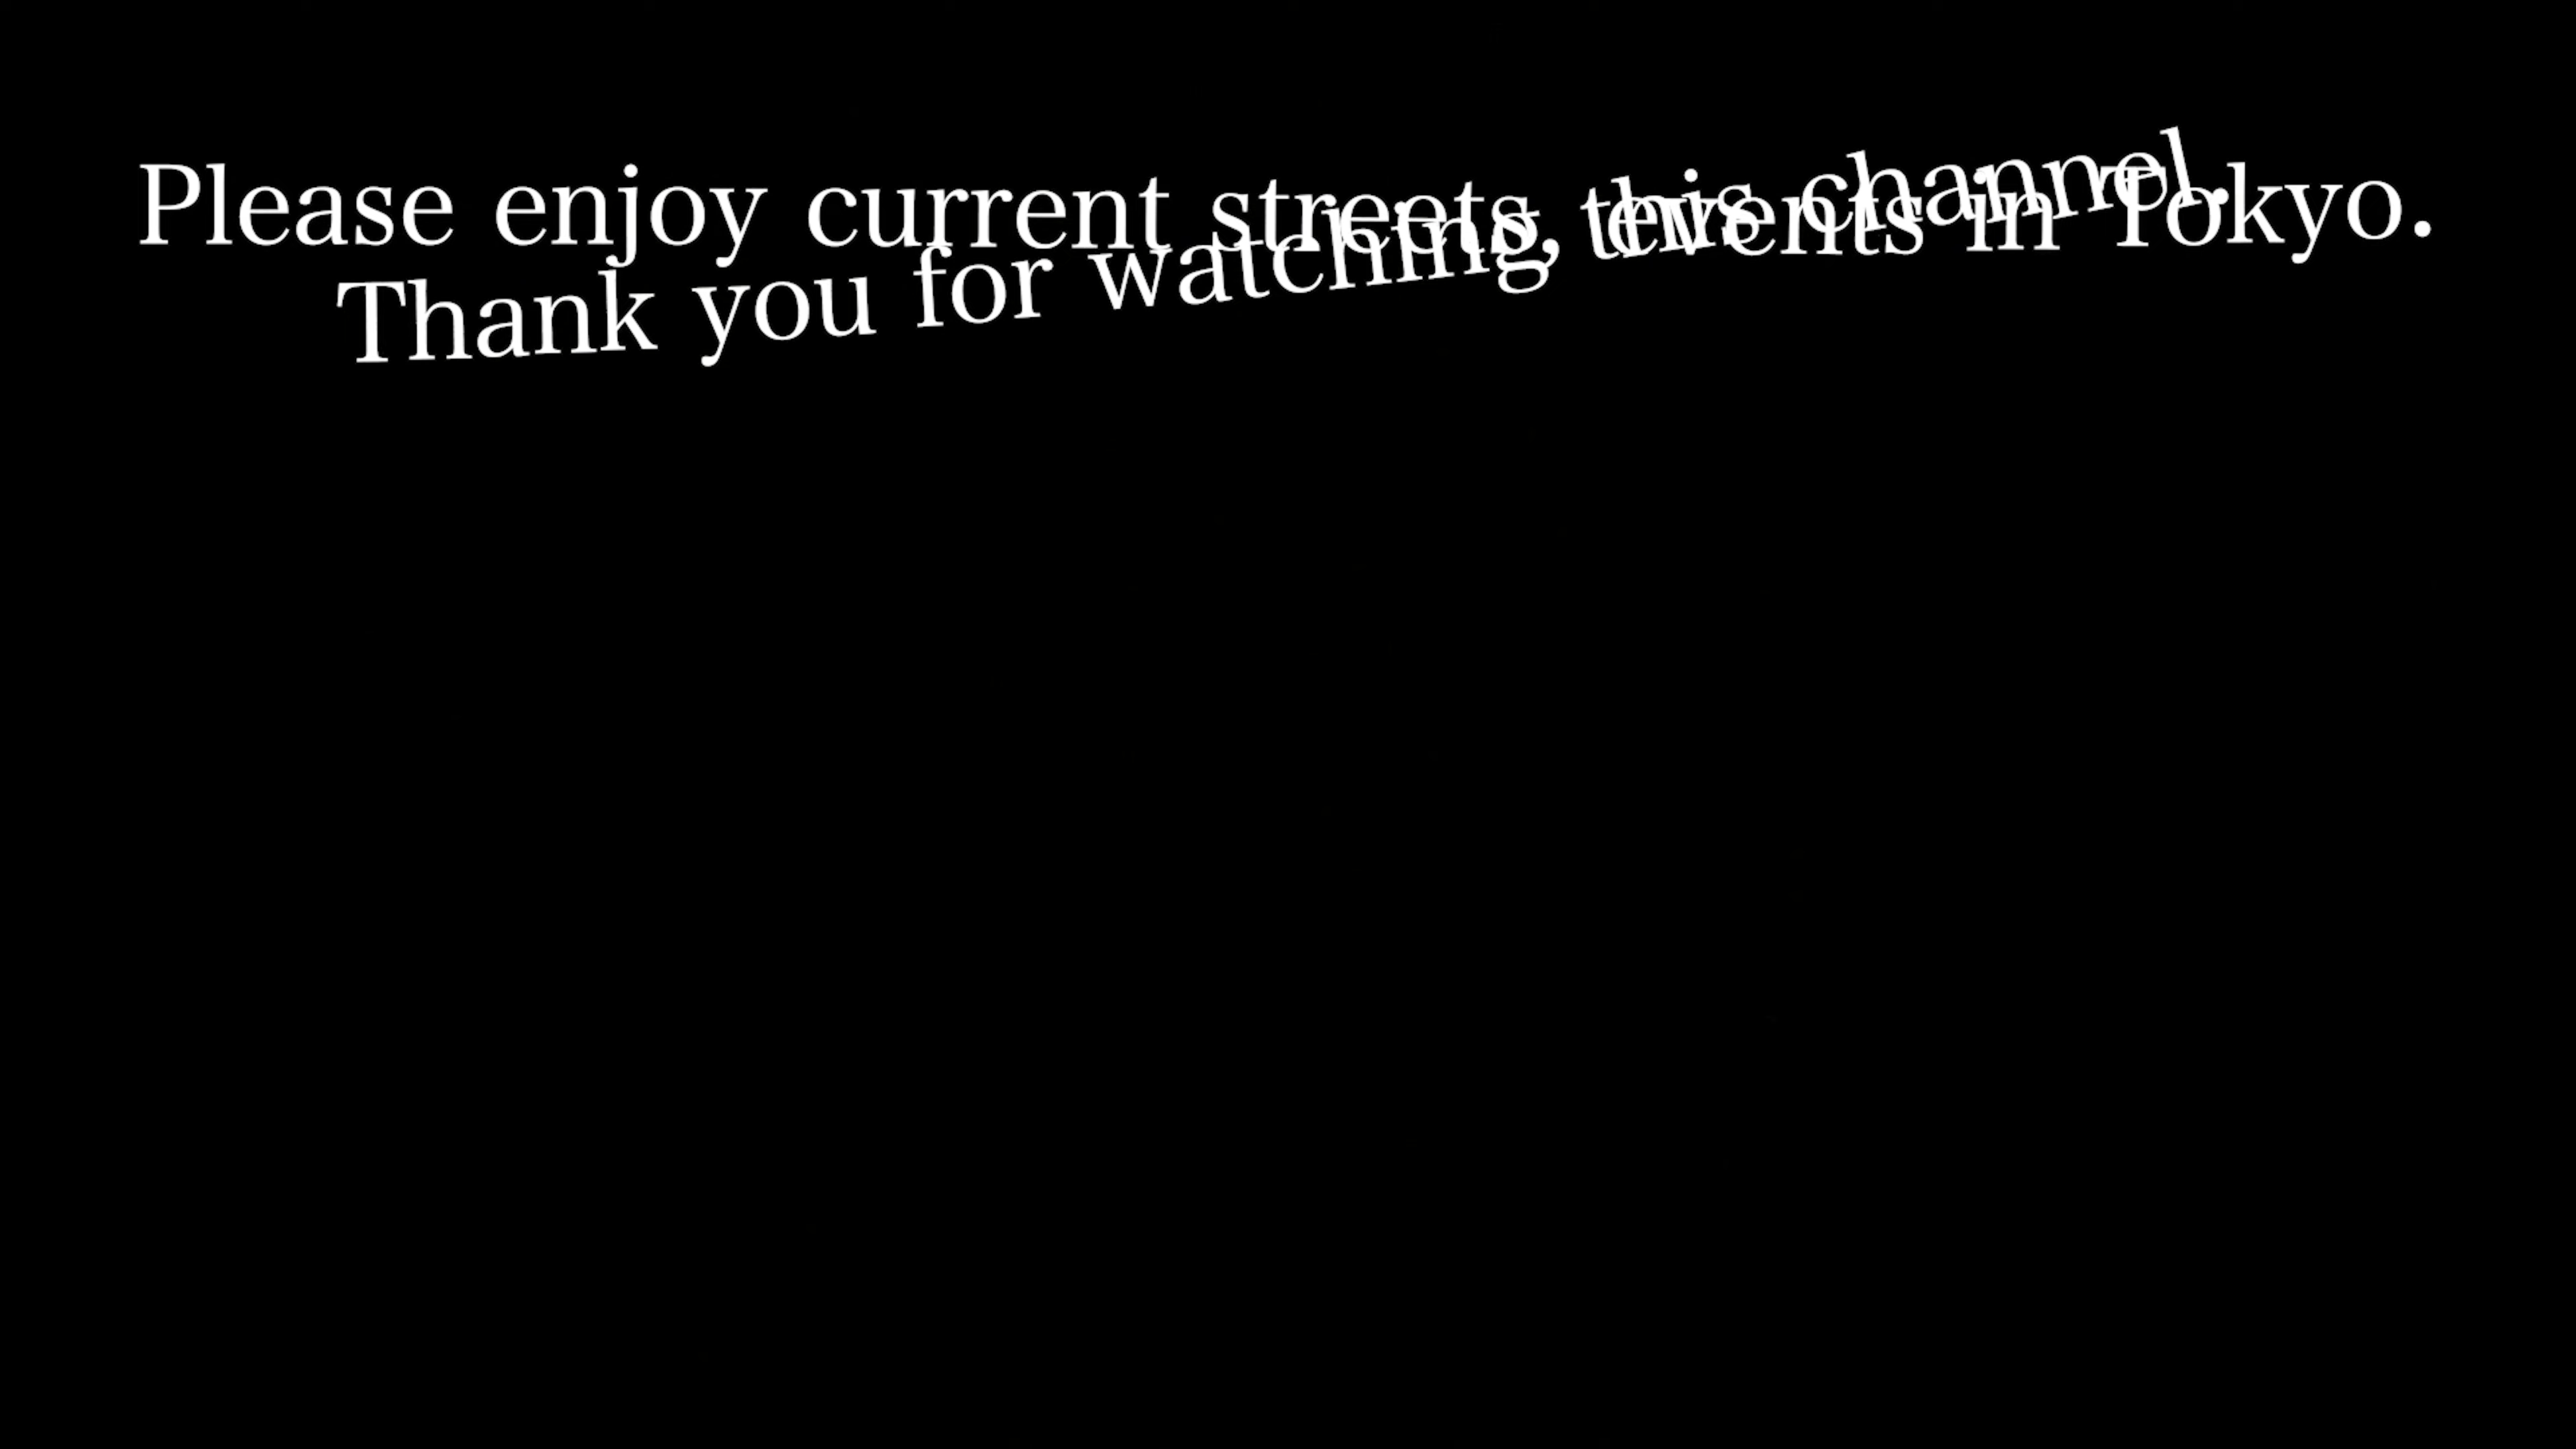 Please enjoy current streets, events in Tokyo.
Thank you for watching this channel.